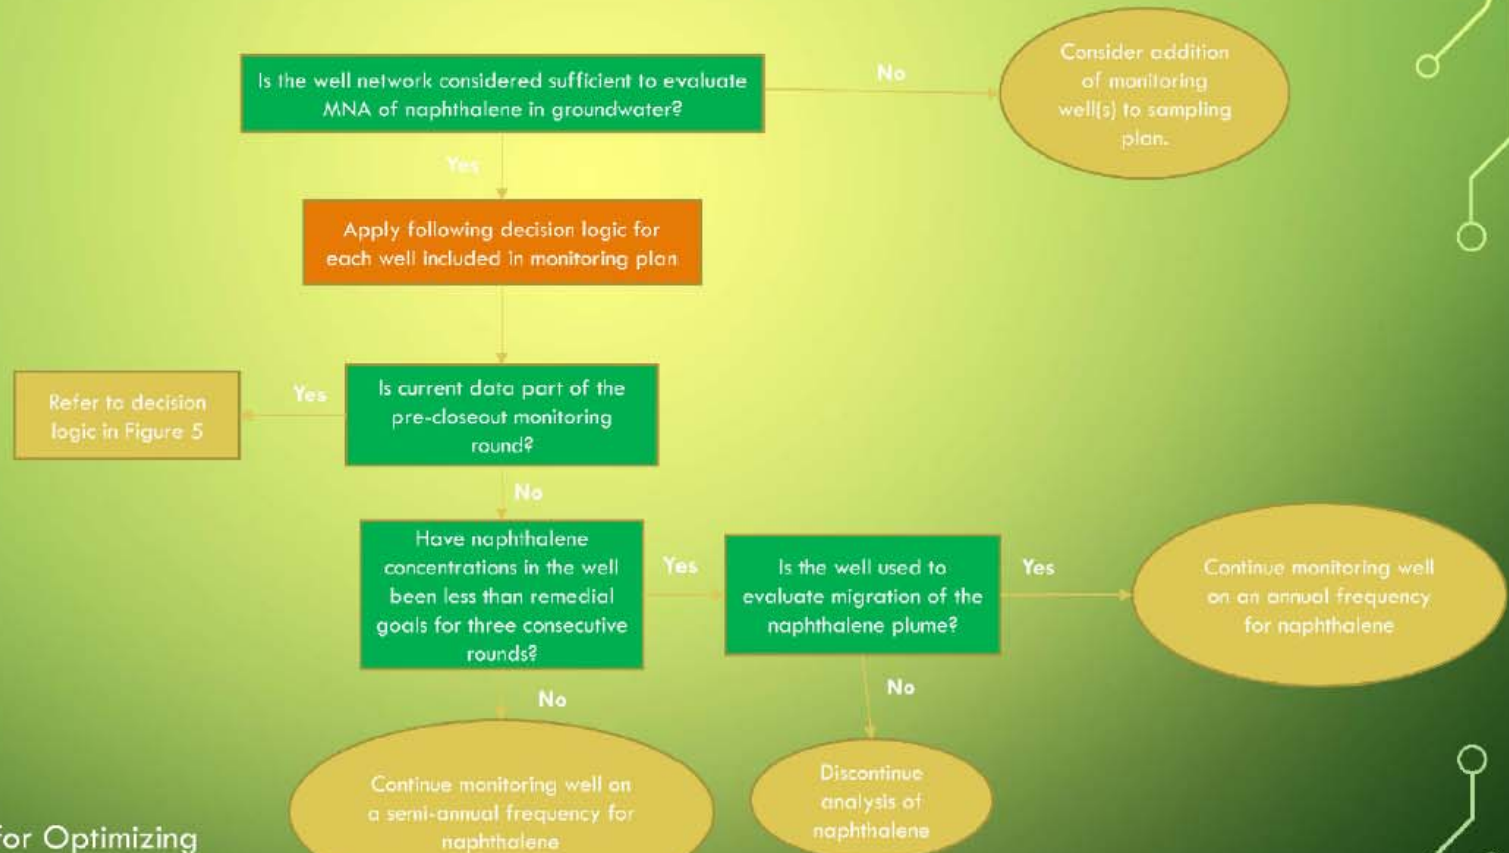 Is the well network considered sufficient to evaluate
MNA of naphthalene in groundwater?
No
Consider addition
of monitoring
well(s) to sampling
plan.
Yes
Apply following decision logic for
each well included in monitoring plan
Refer to decision
logic in Figure 5
Yes
Is current data part of the
pre-closeout monitoring
round?
No
Have naphthalene
concentrations in the well
been less than remedial
goals for three consecutive
rounds?
Yes
Is the well used to
evaluate migration of the
naphthalene plume?
Yes
Continue monitoring well
on an annual frequency
for naphthalene
No
No
Continue monitoring well on
a semi-annual frequency for
naphthalene
Discontinue
analysis of
naphthalene
for Optimizing